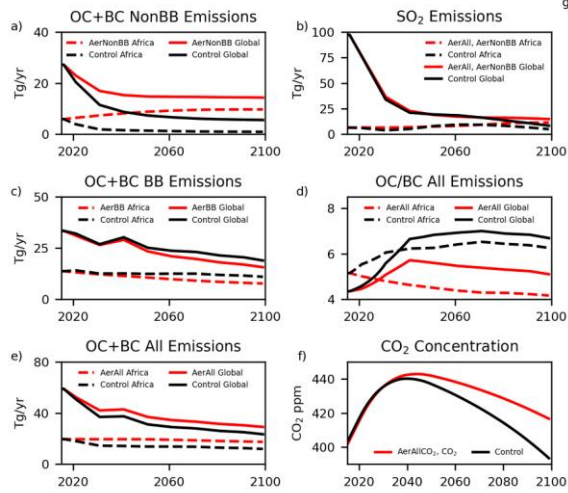 g
a)
OC+BC NonBB Emissions
40
20
0
Tg/yr
AerNonBB Africa
Control Africa
AerNonBB Global
Control Global
2020
2060
2100
b)
SO₂ Emissions
100
75
50
25
0
Tg/yr
AerAll, AerNonBB Africa
Control Africa
AerAll, AerNonBB Global
Control Global
2020
2060
2100
c)
OC+BC BB Emissions
50
25
0
Tg/yr
AerBB Africa
Control Africa
AerBB Global
Control Global
2020
2060
2100
d)
OC/BC All Emissions
8
6
4
AerAll Africa
Control Africa
AerAll Global
Control Global
2020
2060
2100
e)
OC+BC All Emissions
80
40
0
Tg/yr
AerAll Africa
Control Africa
AerAll Global
Control Global
2020
2060
2100
f)
CO₂ Concentration
440
420
400
CO₂ ppm
AerAllCO₂, CO₂
Control
2020
2040
2060
2080
2100